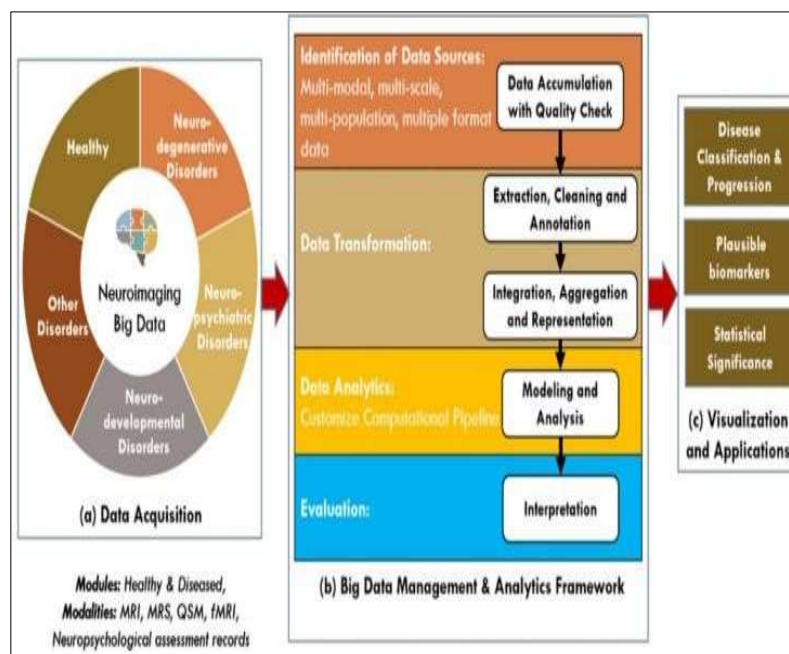 Healthy
Neuro-
degenerative
Disorders
Neuro-
psychiatric
Disorders
Neuro-
developmental
Disorders
Other
Disorders
Neuroimaging
Big Data
(a) Data Acquisition
Modules: Healthy & Diseased,
Modalities: MRI, MRS, QSM, fMRI,
Neuropsychological assessment records
Identification of Data Sources:
Multi-modal, multi-scale,
multi-population, multiple format
data
Data Accumulation
with Quality Check
Data Transformation:
Extraction, Cleaning and
Annotation
Integration, Aggregation
and Representation
Data Analytics:
Customize Computational Pipeline
Modeling and
Analysis
Evaluation:
Interpretation
(b) Big Data Management & Analytics Framework
Disease
Classification &
Progression
Plausible
biomarkers
Statistical
Significance
(c) Visualization
and Applications